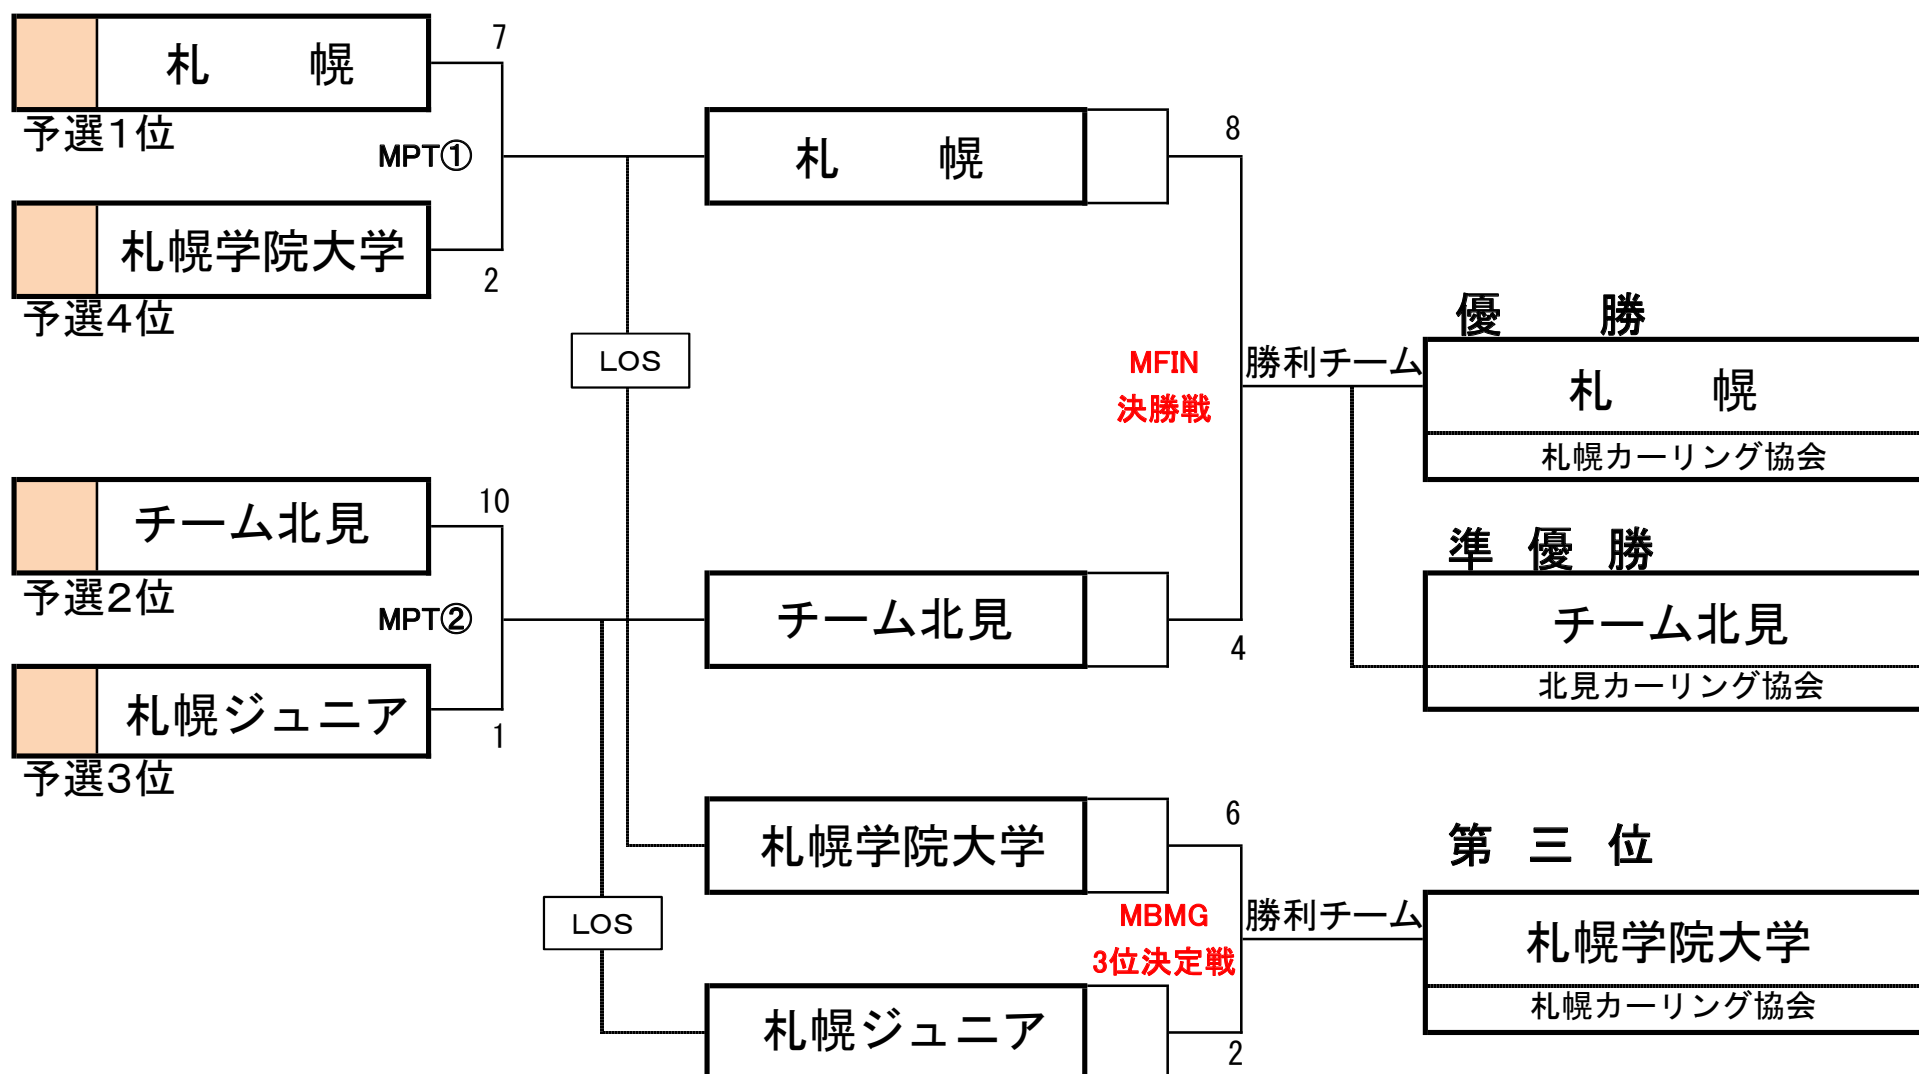 札　幌
7
予選1位
MPT①
札幌学院大学
2
予選4位
チーム北見
10
予選2位
MPT②
札幌ジュニア
1
予選3位
LOS
LOS
札　幌
8
MFIN
決勝戦
チーム北見
4
札幌学院大学
6
MBMG
3位決定戦
札幌ジュニア
2
勝利チーム
優　勝
札　幌
札幌カーリング協会
準 優 勝
チーム北見
北見カーリング協会
勝利チーム
第 三 位
札幌学院大学
札幌カーリング協会